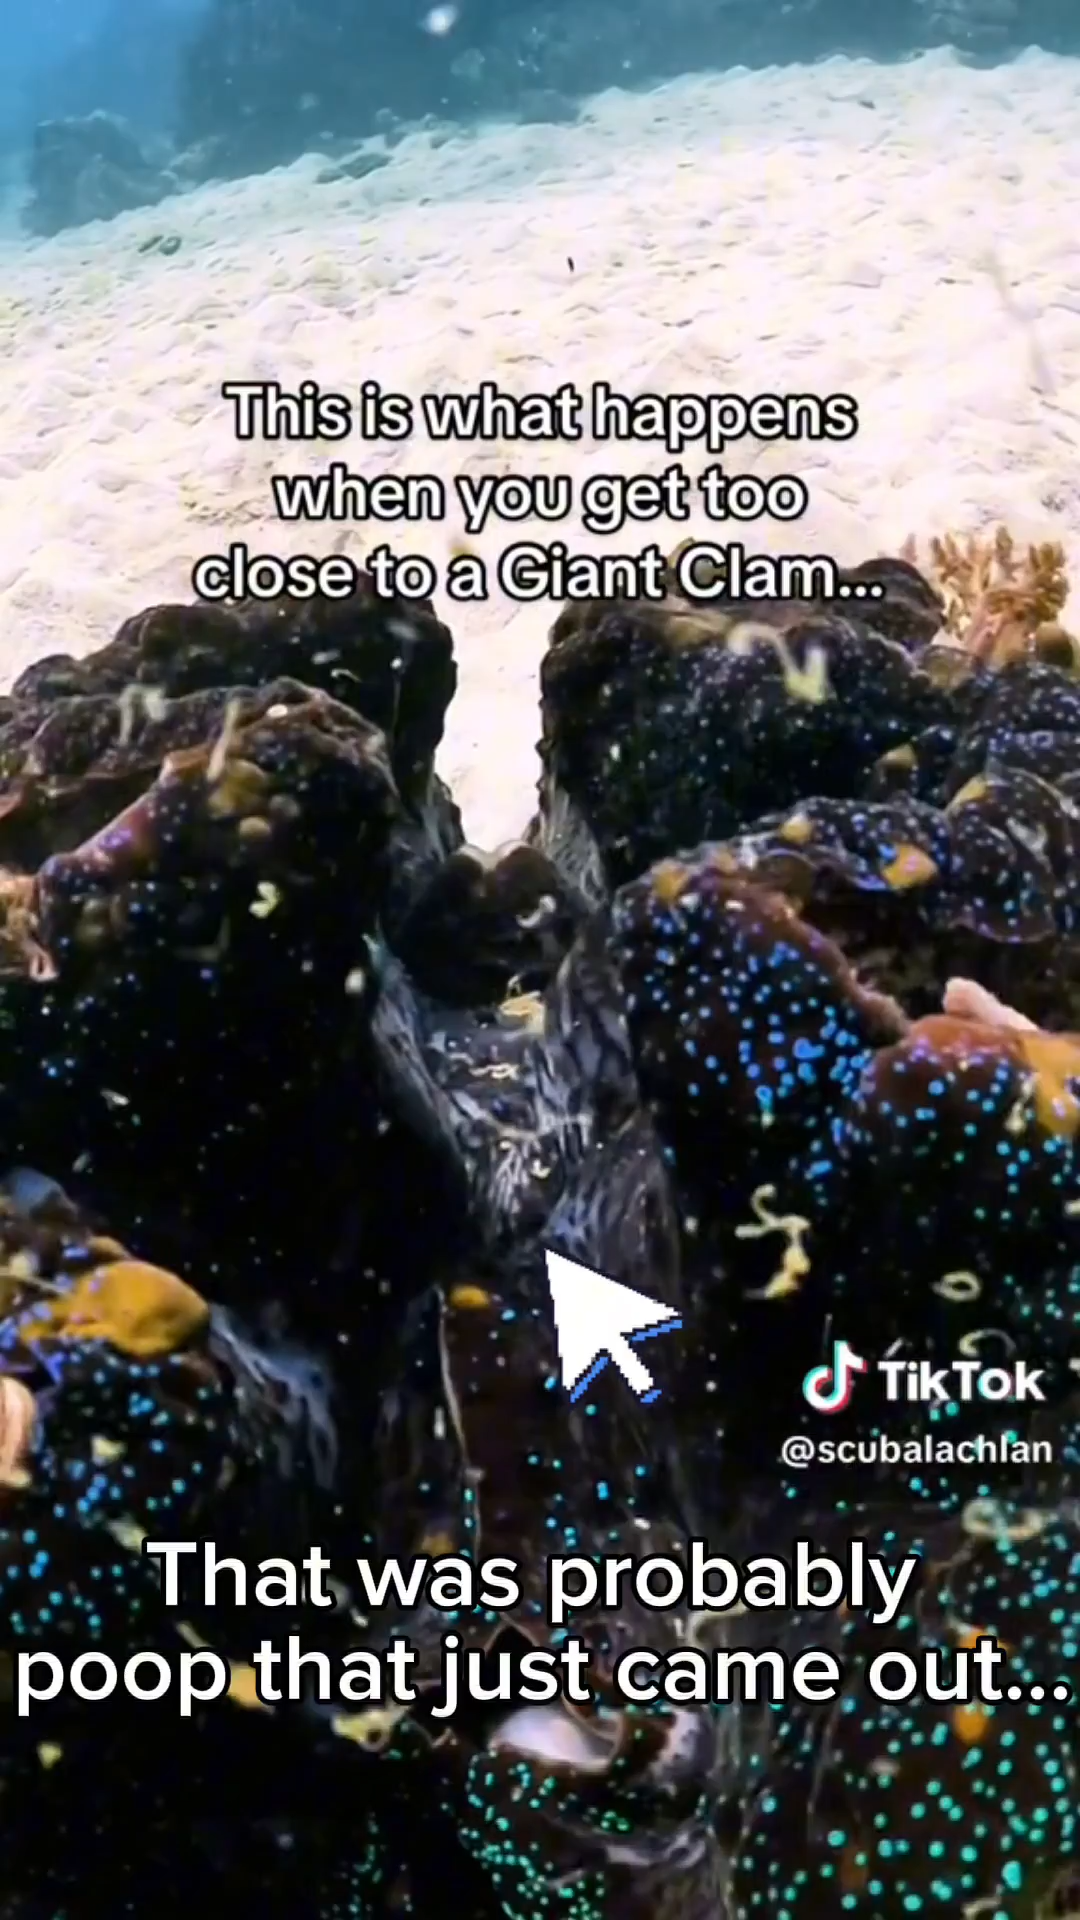 This is what happens
when you get too
close to a Giant Clam...
TikTok
@scubalachlan
That was probably
poop that just came out...